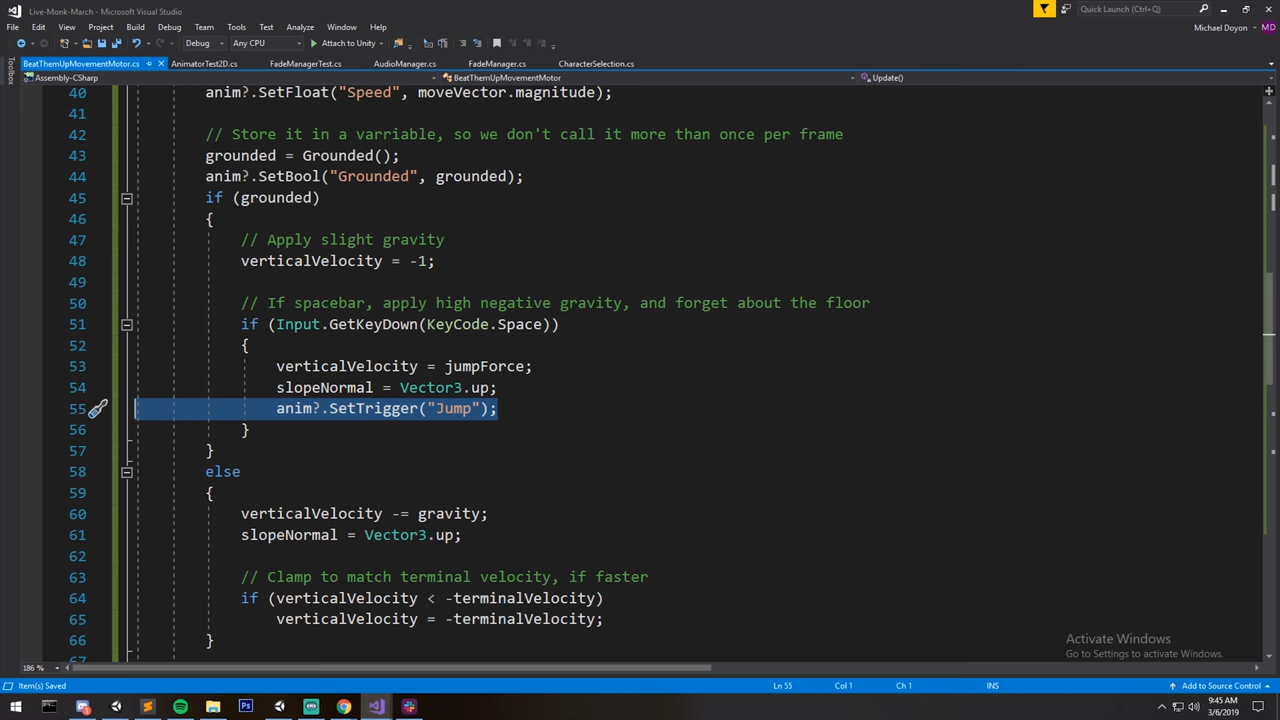 Live-Monk-March - Microsoft Visual Studio
Quick Launch (Ctrl+Q)
File Edit View Project Build Debug Team Tools Test Analyze Window Help
Michael Doyon
MD
Debug Any CPU Attach to Unity
BeatThemUpMovementMotor.cs AnimatorTest2D.cs FadeManagerTest.cs AudioManager.cs FadeManager.cs CharacterSelection.cs
Toolbox
Assembly-CSharp BeatThemUpMovementMotor Update()
40 anim?.SetFloat("Speed", moveVector.magnitude);
41
42 // Store it in a varriable, so we don't call it more than once per frame
43 grounded = Grounded();
44 anim?.SetBool("Grounded", grounded);
45 if (grounded)
46 {
47 // Apply slight gravity
48 verticalVelocity = -1;
49
50 // If spacebar, apply high negative gravity, and forget about the floor
51 if (Input.GetKeyDown(KeyCode.Space))
52 {
53 verticalVelocity = jumpForce;
54 slopeNormal = Vector3.up;
55 anim?.SetTrigger("Jump");
56 }
57 }
58 else
59 {
60 verticalVelocity -= gravity;
61 slopeNormal = Vector3.up;
62
63 // Clamp to match terminal velocity, if faster
64 if (verticalVelocity < -terminalVelocity)
65 verticalVelocity = -terminalVelocity;
66 }
67
Activate Windows
Go to Settings to activate Windows.
186 %
Item(s) Saved Ln 55 Col 1 Ch 1 INS Add to Source Control
9:45 AM
3/6/2019